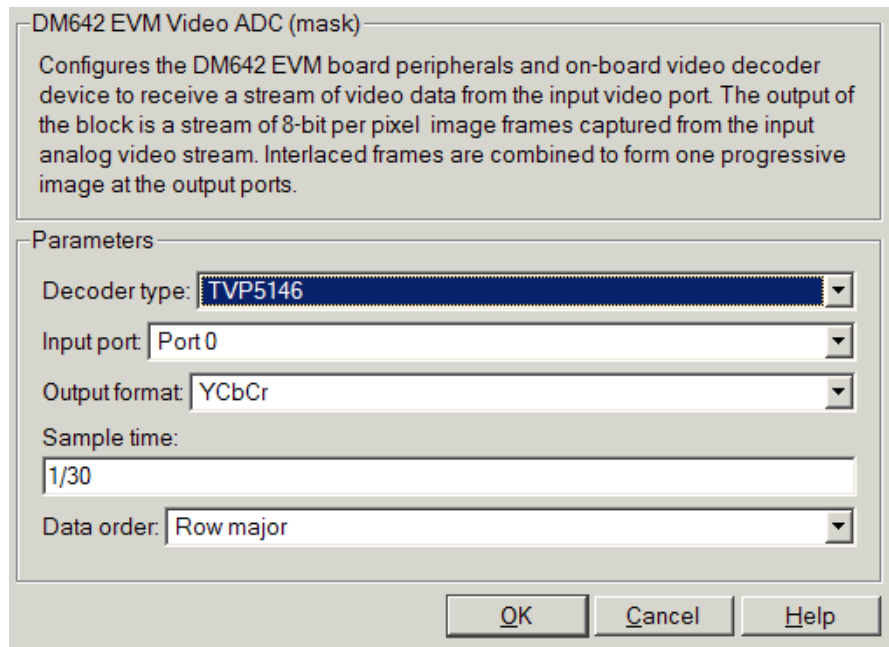 DM642 EVM Video ADC (mask)
Configures the DM642 EVM board peripherals and on-board video decoder
device to receive a stream of video data from the input video port. The output of
the block is a stream of 8-bit per pixel image frames captured from the input
analog video stream. Interlaced frames are combined to form one progressive
image at the output ports.
Parameters
Decoder type: TVP5146
Input port: Port 0
Output format: YCbCr
Sample time:
1/30
Data order: Row major
OK Cancel Help